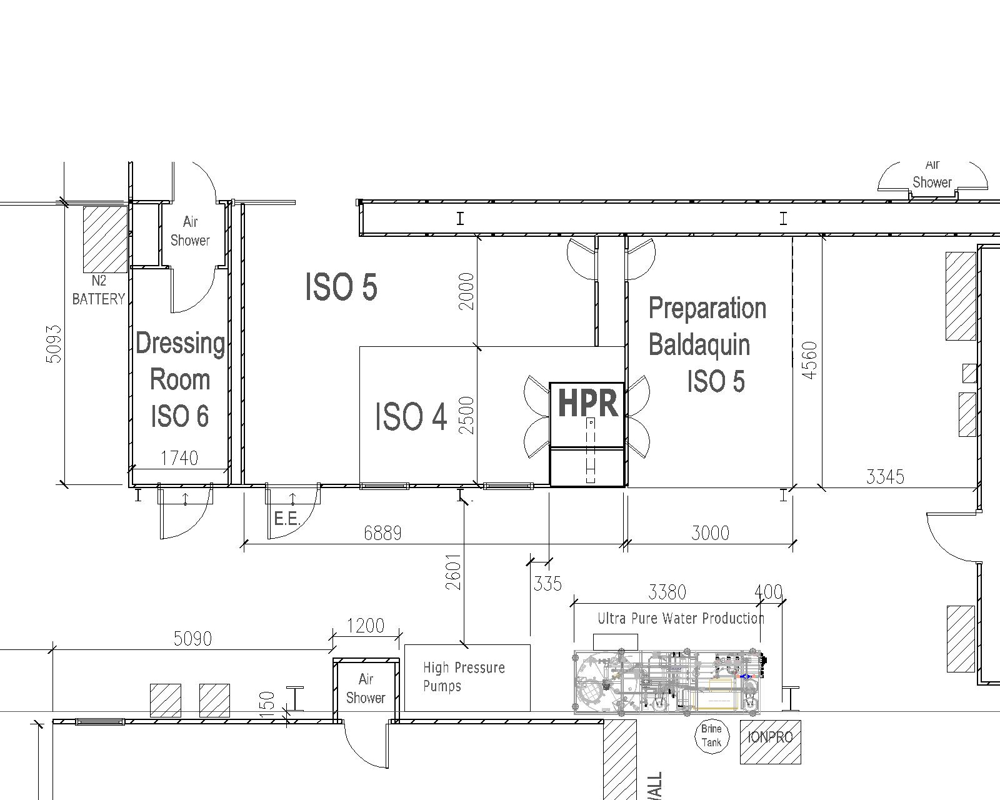 Air
Shower
Air
Shower
N2
BATTERY
ISO 5
2000
Preparation
Baldaquin
ISO 5
5093
Dressing
Room
ISO 6
4560
ISO 4
2500
HPR
1740
3345
E.E.
6889
3000
2601
335
3380
400
Ultra Pure Water Production
1200
5090
High Pressure
Pumps
Air
Shower
150
Brine
Tank
IONPRO